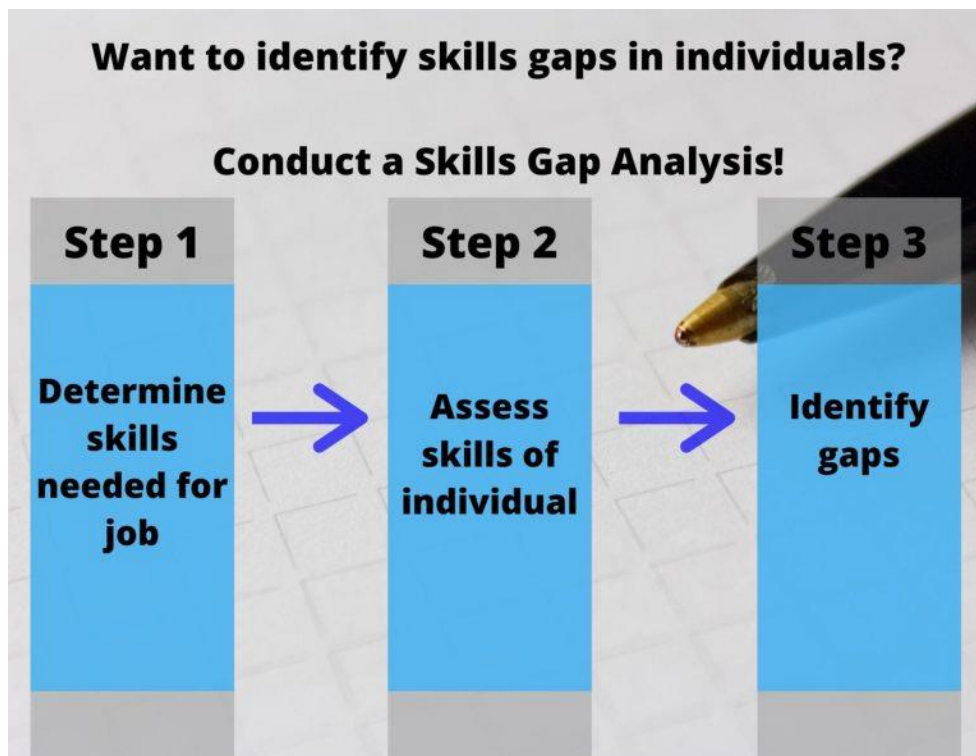 Want to identify skills gaps in individuals?
Conduct a Skills Gap Analysis!
Step 1
Determine
skills
needed for
job
Step 2
Assess
skills of
individual
Step 3
Identify
gaps